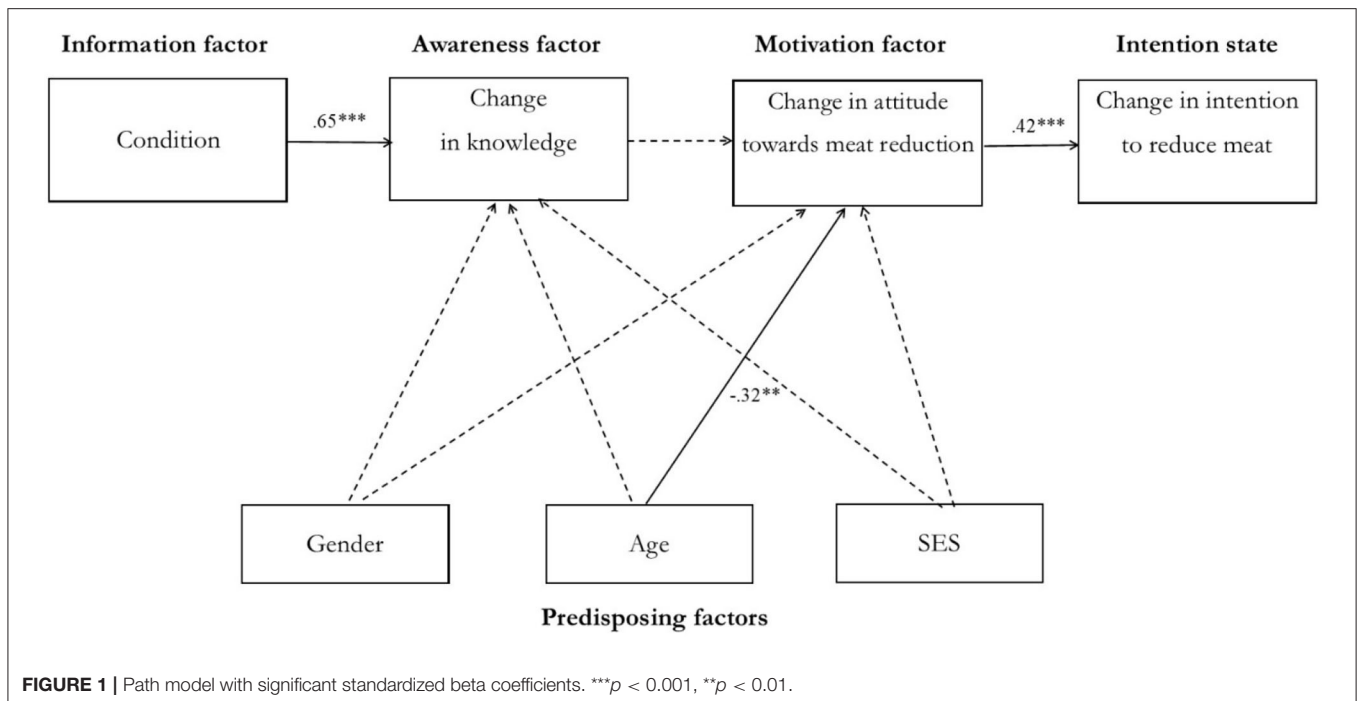 Information factor
Awareness factor
Motivation factor
Intention state
Condition
.65***
Change
in knowledge
Change in attitude
towards meat reduction
.42***
Change in intention
to reduce meat
-.32**
Gender
Age
SES
Predisposing factors
FIGURE 1 | Path model with significant standardized beta coefficients. ***p < 0.001, **p < 0.01.